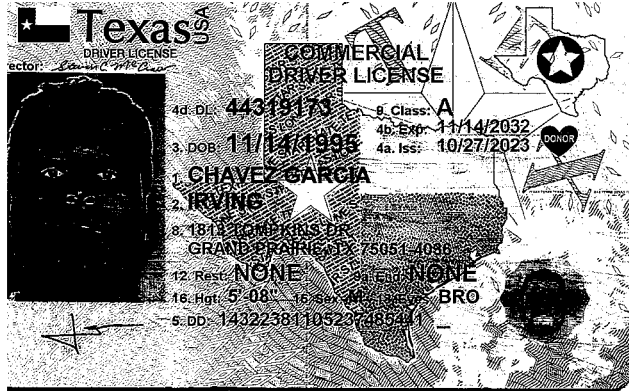 Texas USA
DRIVER LICENSE
COMMERCIAL
DRIVER LICENSE
4d. DL: 44319173
9. Class: A
4b. Exp: 11/14/2032
3. DOB: 11/14/1995
4a. Iss: 10/27/2023
DONOR
1. CHAVEZ GARCIA
2. IRVING
8. 1813 TOMPKINS DR
GRAND PRAIRIE, TX 75051-4036
12. Rest: NONE
9a. End: NONE
16. Hgt: 5'-08"
15. Sex: M
18. Eyes: BRO
5. DD: